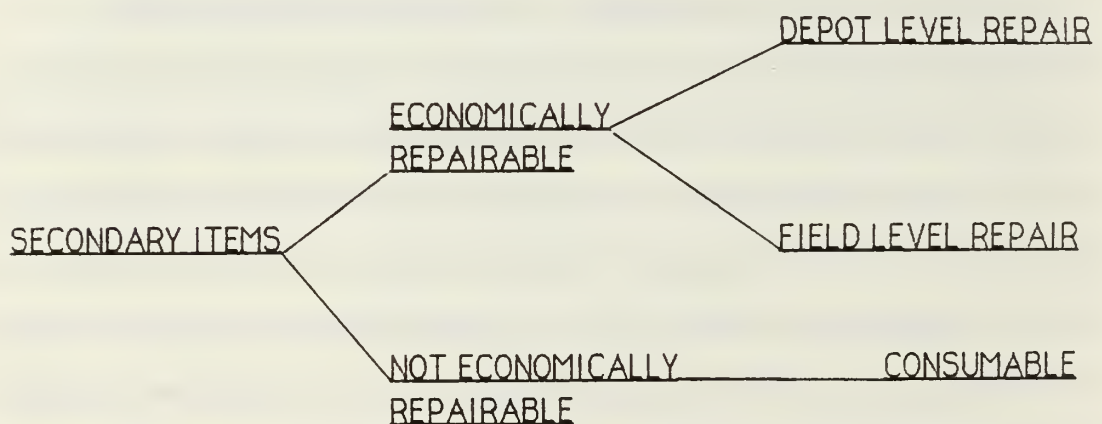 DEPOT LEVEL REPAIR
ECONOMICALLY
REPAIRABLE
SECONDARY ITEMS
FIELD LEVEL REPAIR
NOT ECONOMICALLY
REPAIRABLE
CONSUMABLE